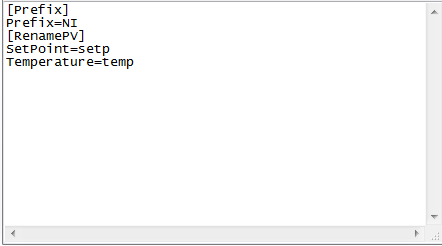 [Prefix]
Prefix=NI
[RenamePV]
SetPoint=setp
Temperature=temp